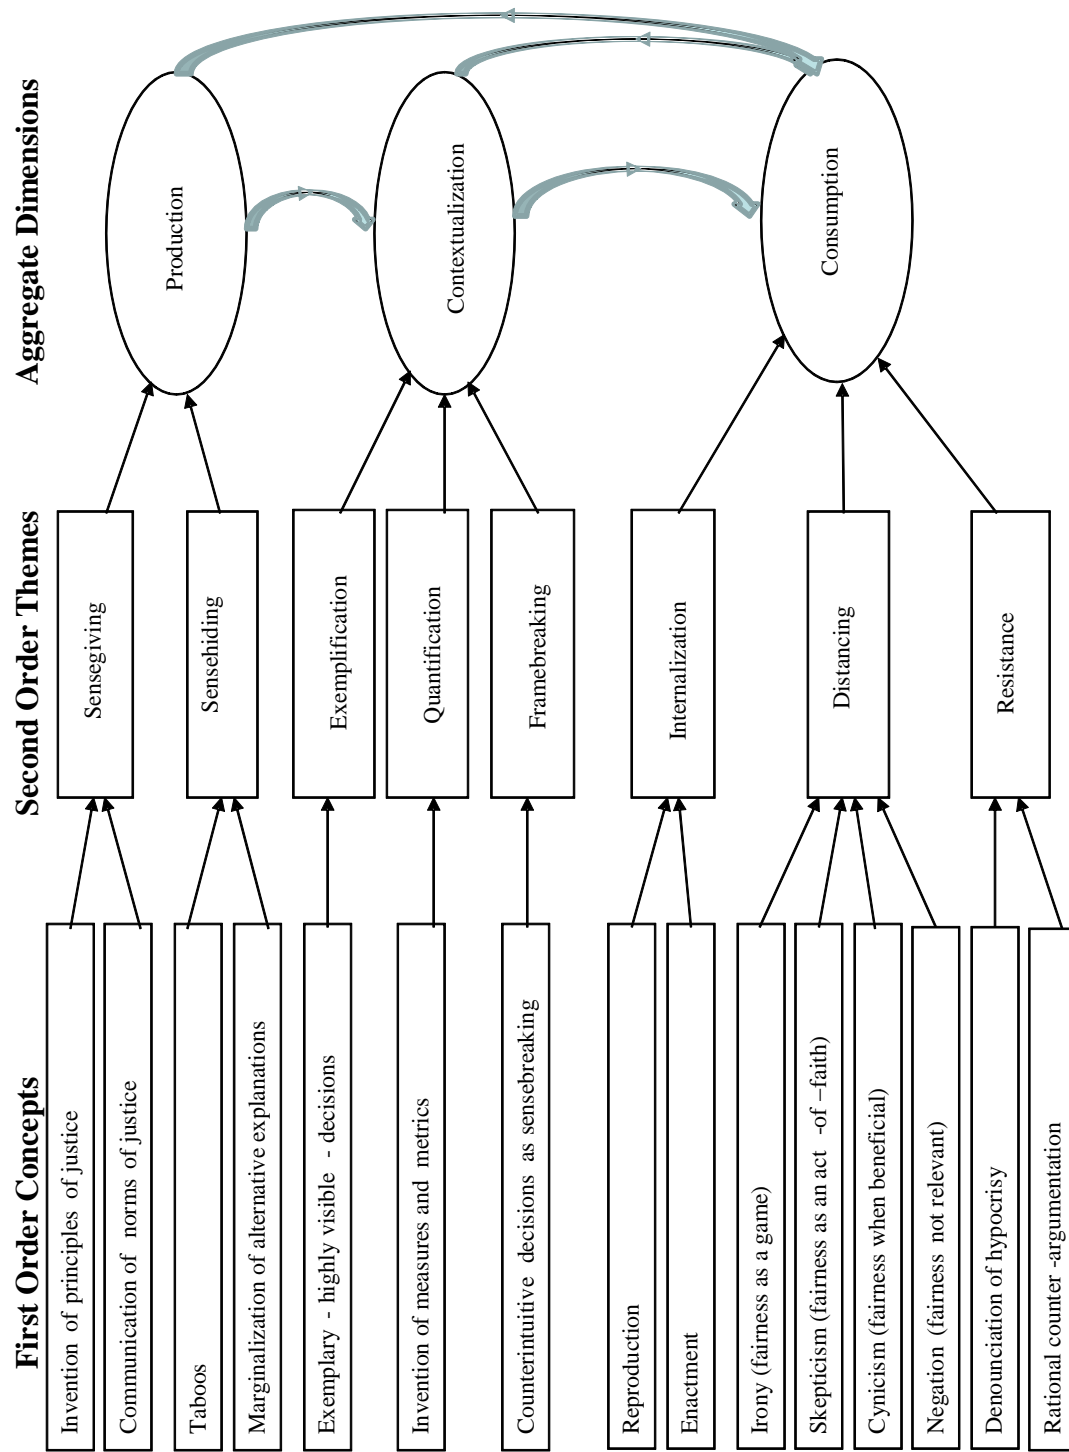 First Order Concepts
Second Order Themes
Aggregate Dimensions
Invention of principles of justice
Communication of norms of justice
Taboos
Marginalization of alternative explanations
Exemplary - highly visible - decisions
Invention of measures and metrics
Counterintuitive decisions as sensebreaking
Reproduction
Enactment
Irony (fairness as a game)
Skepticism (fairness as an act -of –faith)
Cynicism (fairness when beneficial)
Negation (fairness not relevant)
Denounciation of hypocrisy
Rational counter -argumentation
Sensegiving
Sensehiding
Exemplification
Quantification
Framebreaking
Internalization
Distancing
Resistance
Production
Contextualization
Consumption